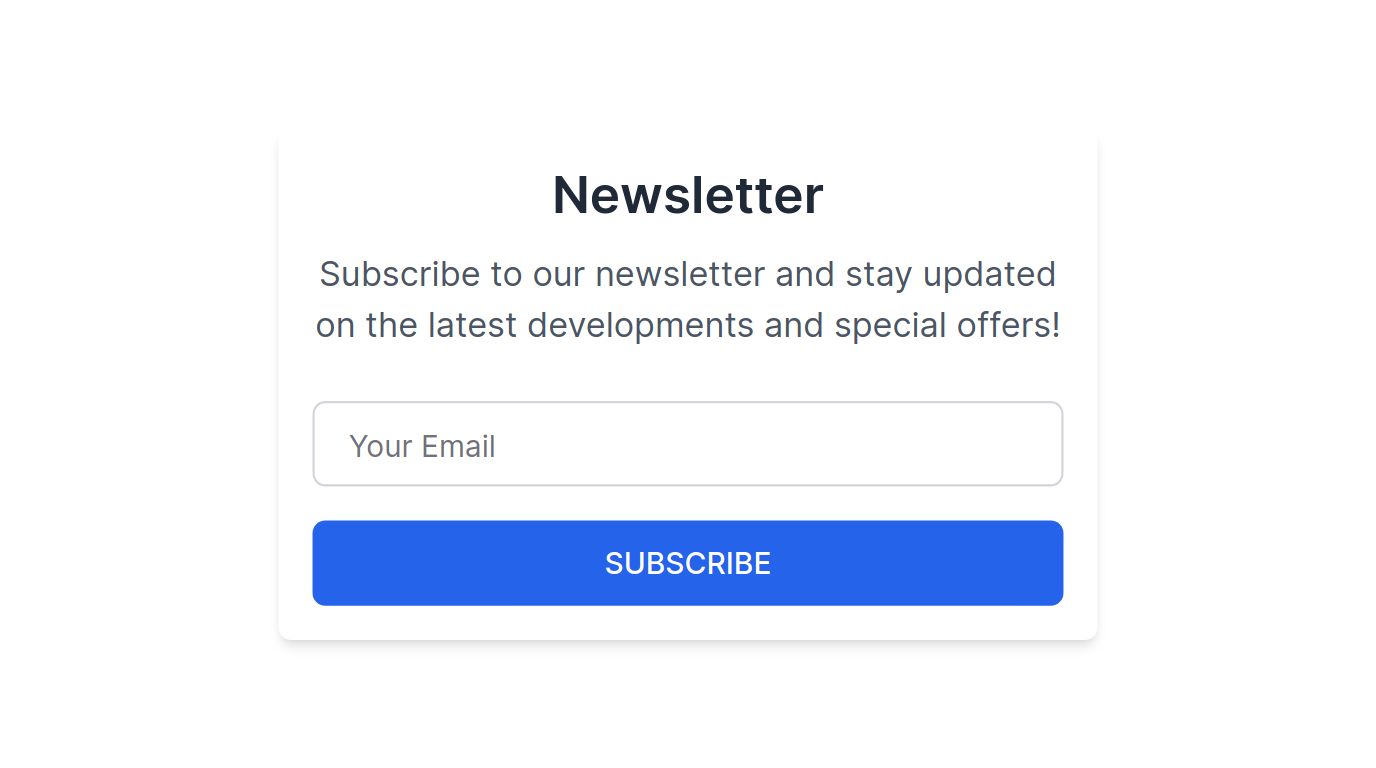 Newsletter
Subscribe to our newsletter and stay updated
on the latest developments and special offers!
Your Email
SUBSCRIBE